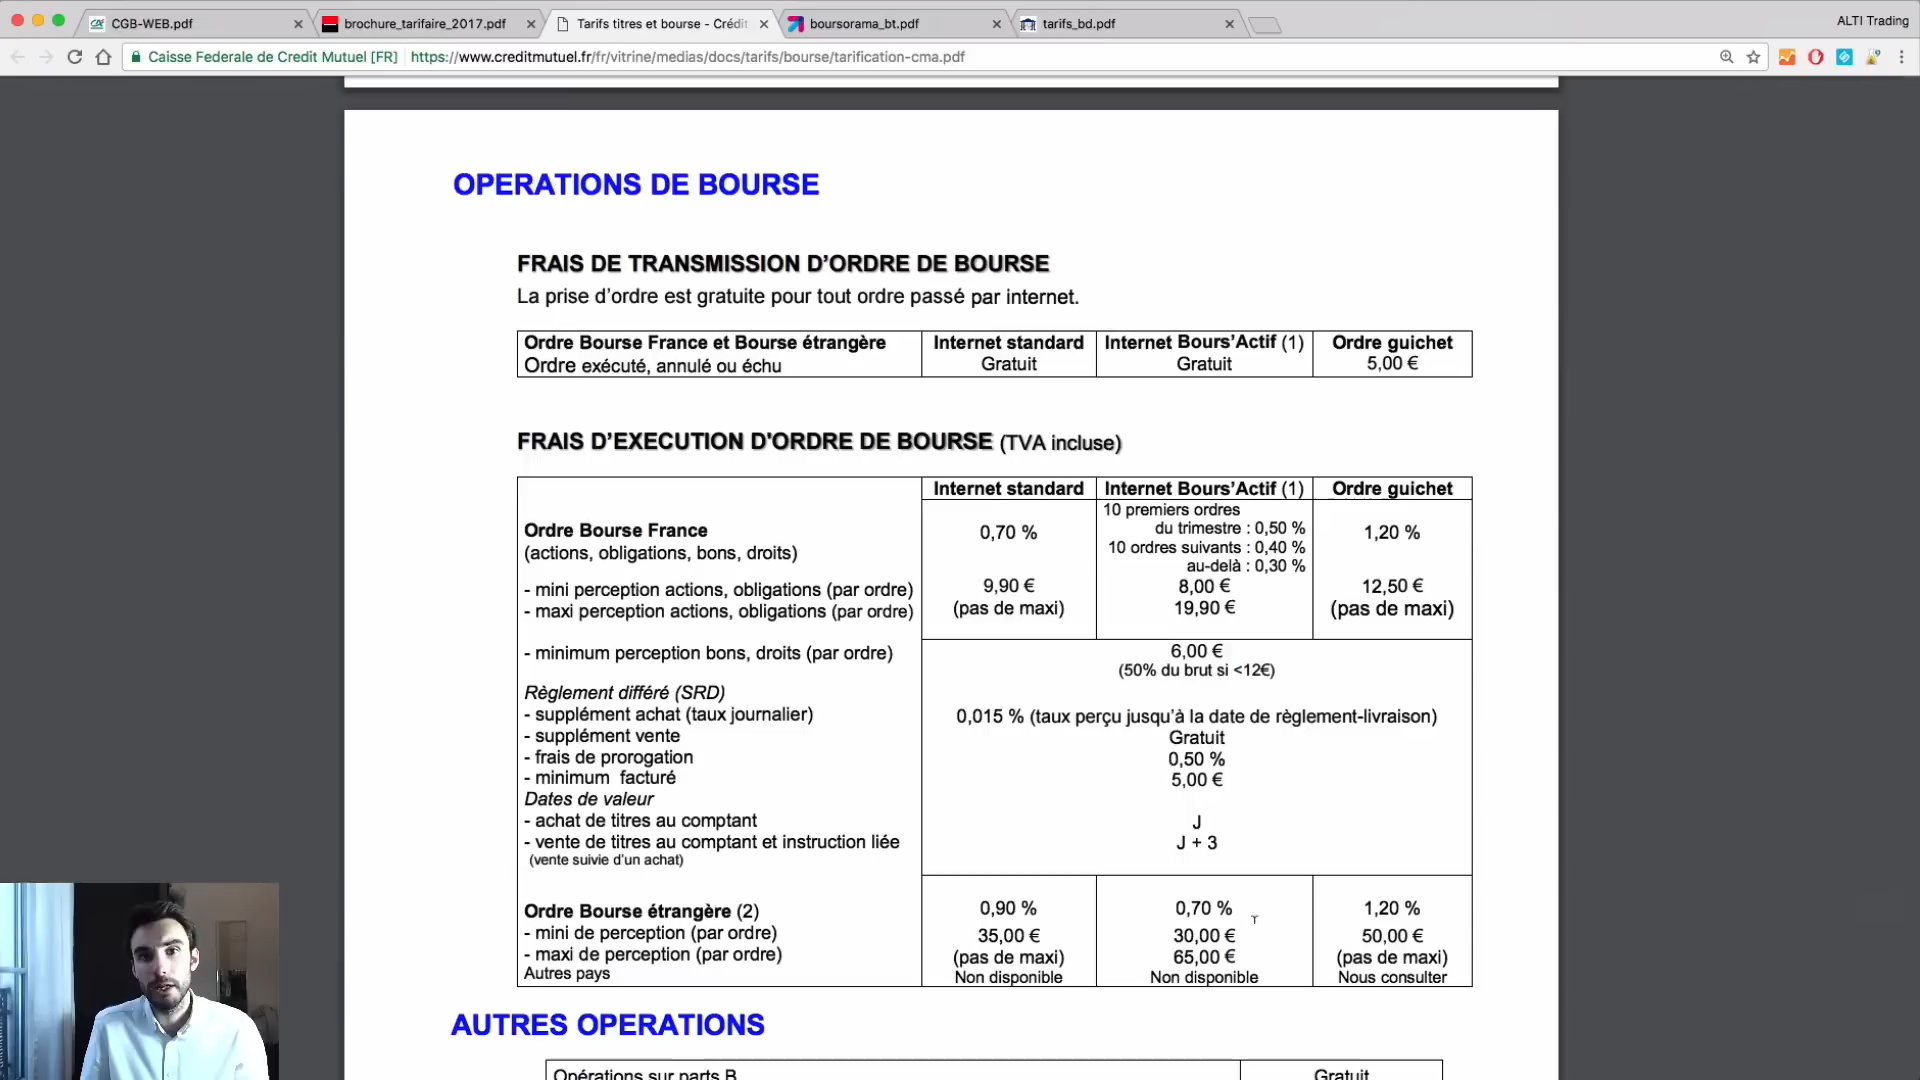 CGB-WEB.pdf
brochure_tarifaire_2017.pdf
Tarifs titres et bourse - Crédi
boursorama_bt.pdf
tarifs_bd.pdf
ALTI Trading
Caisse Federale de Credit Mutuel [FR]
https://www.creditmutuel.fr/fr/vitrine/medias/docs/tarifs/bourse/tarification-cma.pdf
OPERATIONS DE BOURSE
FRAIS DE TRANSMISSION D'ORDRE DE BOURSE
La prise d'ordre est gratuite pour tout ordre passé par internet.
Ordre Bourse France et Bourse étrangère Internet standard Internet Bours'Actif (1) Ordre guichet
Ordre exécuté, annulé ou échu Gratuit Gratuit 5,00 €
FRAIS D'EXECUTION D'ORDRE DE BOURSE (TVA incluse)
Internet standard Internet Bours'Actif (1) Ordre guichet
10 premiers ordres
Ordre Bourse France 0,70 % du trimestre : 0,50 % 1,20 %
(actions, obligations, bons, droits) 10 ordres suivants : 0,40 %
au-delà : 0,30 %
- mini perception actions, obligations (par ordre) 9,90 € 8,00 € 12,50 €
- maxi perception actions, obligations (par ordre) (pas de maxi) 19,90 € (pas de maxi)
- minimum perception bons, droits (par ordre) 6,00 €
(50% du brut si <12€)
Règlement différé (SRD)
- supplément achat (taux journalier) 0,015 % (taux perçu jusqu'à la date de règlement-livraison)
- supplément vente Gratuit
- frais de prorogation 0,50 %
- minimum facturé 5,00 €
Dates de valeur
- achat de titres au comptant J
- vente de titres au comptant et instruction liée J + 3
(vente suivie d'un achat)
Ordre Bourse étrangère (2) 0,90 % 0,70 % 1,20 %
- mini de perception (par ordre) 35,00 € 30,00 € 50,00 €
- maxi de perception (par ordre) (pas de maxi) 65,00 € (pas de maxi)
Autres pays Non disponible Non disponible Nous consulter
AUTRES OPERATIONS
Opérations sur parts B Gratuit